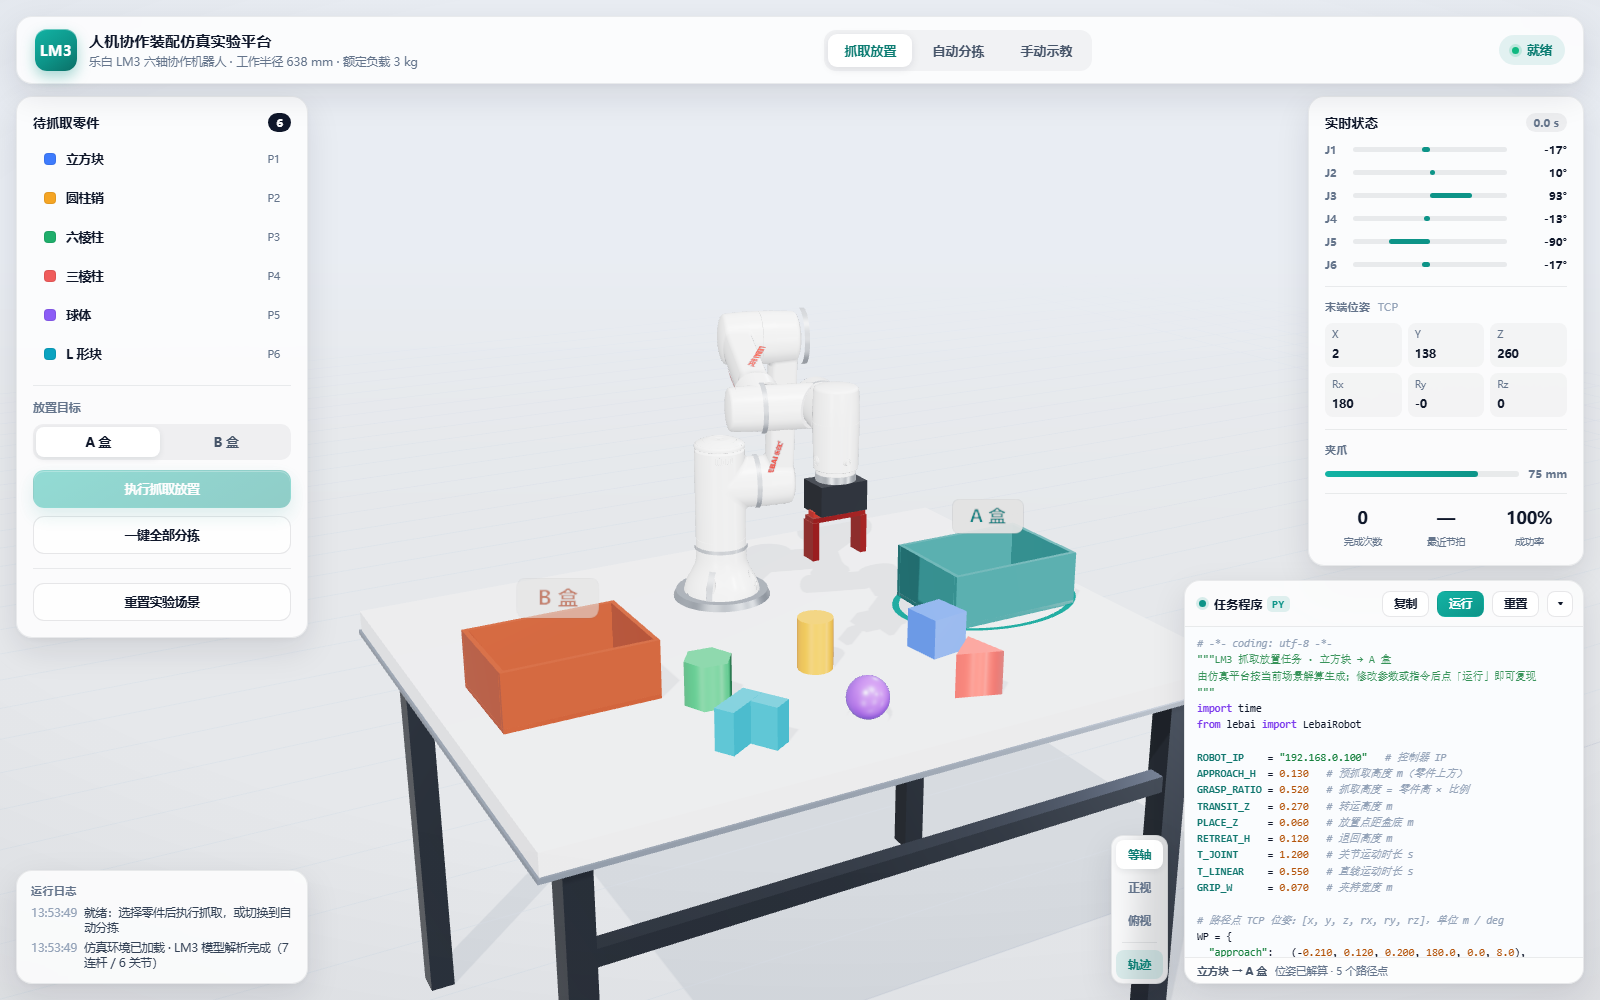 LM3
人机协作装配仿真实验平台
乐白 LM3 六轴协作机器人 · 工作半径 638 mm · 额定负载 3 kg
抓取放置
自动分拣
手动示教
就绪
待抓取零件
6
立方块
P1
圆柱销
P2
六棱柱
P3
三棱柱
P4
球体
P5
L 形块
P6
放置目标
A 盒
B 盒
执行抓取放置
一键全部分拣
重置实验场景
运行日志
13:53:49 就绪：选择零件后执行抓取，或切换到自
动分拣
13:53:49 仿真环境已加载 · LM3 模型解析完成（7
连杆 / 6 关节）
A 盒
B 盒
等轴
正视
俯视
轨迹
实时状态
0.0 s
J1 -17°
J2 10°
J3 93°
J4 -13°
J5 -90°
J6 -17°
末端位姿 TCP
X
2
Y
138
Z
260
Rx
180
Ry
-0
Rz
0
夹爪
75 mm
0
完成次数
—
最近节拍
100%
成功率
任务程序 PY
复制
运行
重置
# -*- coding: utf-8 -*-
"""LM3 抓取放置任务 · 立方块 → A 盒
由仿真平台按当前场景解算生成; 修改参数或指令后点「运行」即可复现
"""
import time
from lebai import LebaiRobot
ROBOT_IP = "192.168.0.100" # 控制器 IP
APPROACH_H = 0.130 # 预抓取高度 m（零件上方）
GRASP_RATIO = 0.520 # 抓取高度 = 零件高 × 比例
TRANSIT_Z = 0.270 # 转运高度 m
PLACE_Z = 0.060 # 放置点距盒底 m
RETREAT_H = 0.120 # 退回高度 m
T_JOINT = 1.200 # 关节运动时长 s
T_LINEAR = 0.550 # 直线运动时长 s
GRIP_W = 0.070 # 夹持宽度 m
# 路径点 TCP 位姿: [x, y, z, rx, ry, rz], 单位 m / deg
WP = {
"approach": (-0.210, 0.120, 0.200, 180.0, 0.0, 8.0),
立方块 → A 盒 位姿已解算 · 5 个路径点